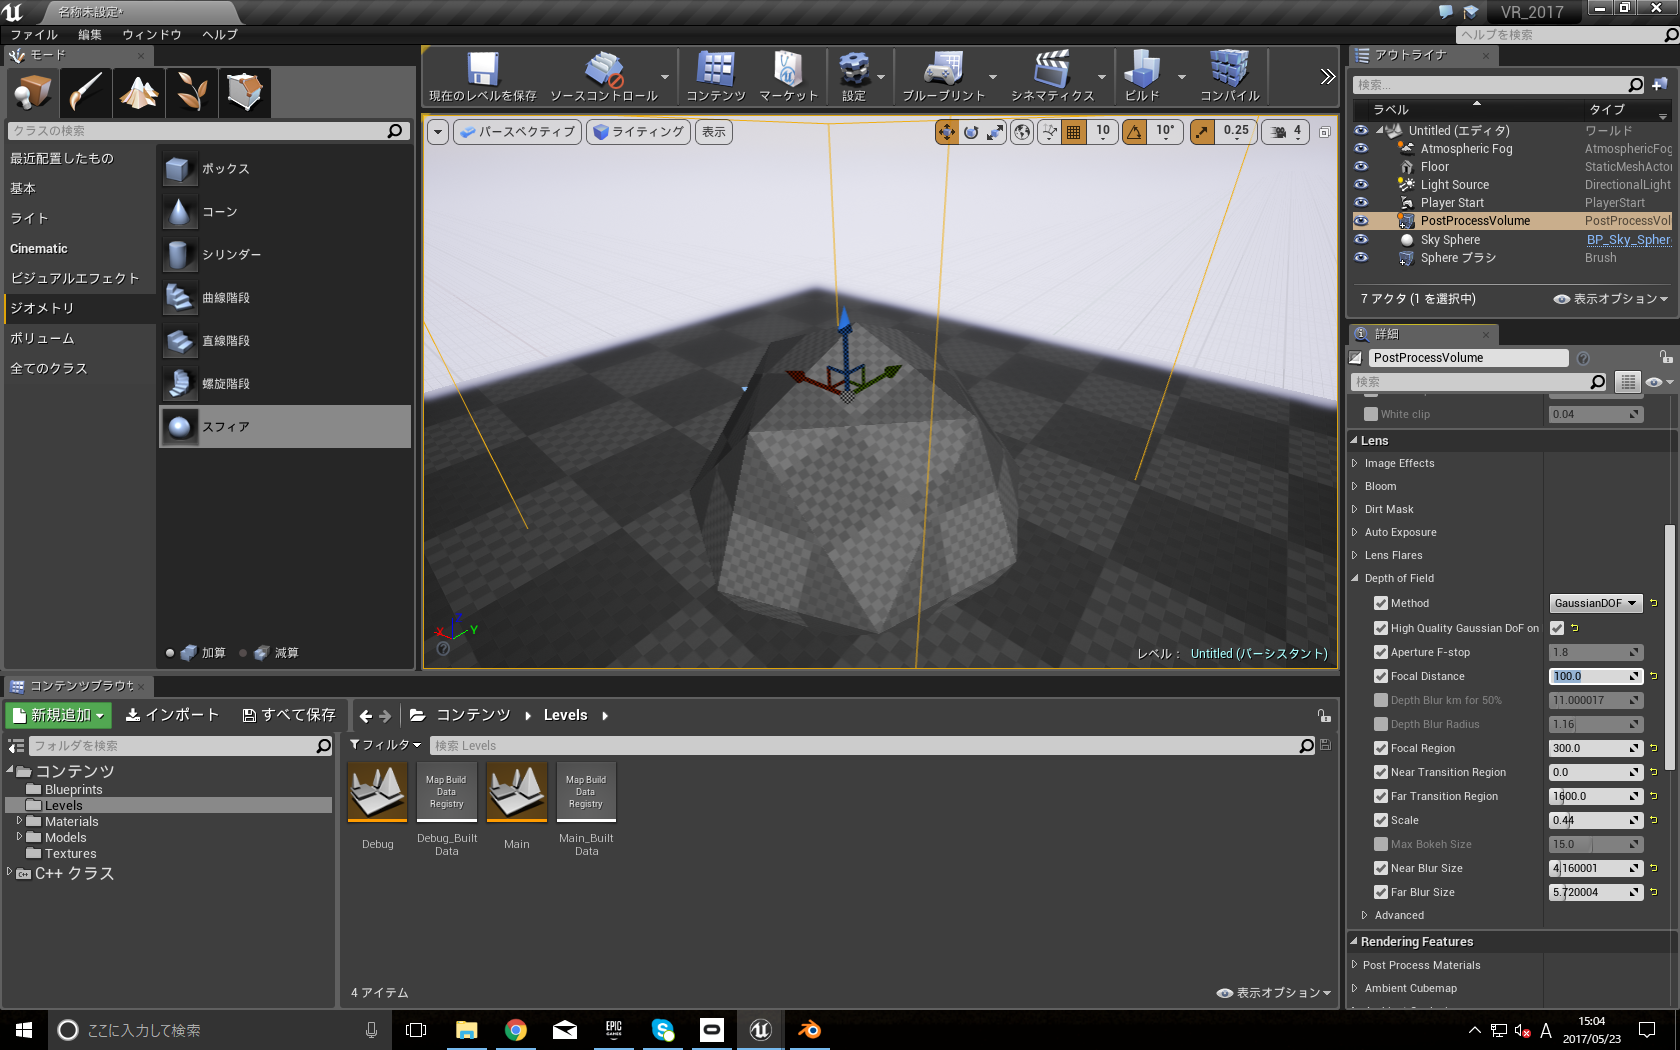 名称未設定•
VR_2017
ファイル 編集 ウィンドウ ヘルプ
ヘルプを検索
モード
クラスの検索
最近配置したもの
基本
ライト
Cinematic
ビジュアルエフェクト
ジオメトリ
ボリューム
全てのクラス
ボックス
コーン
シリンダー
曲線階段
直線階段
螺旋階段
スフィア
加算 減算
現在のレベルを保存 ソースコントロール コンテンツ マーケット 設定 ブループリント シネマティクス ビルド コンパイル
パースペクティブ ライティング 表示
10 10° 0.25 4
X Y Z
レベル： Untitled (パーシスタント)
アウトライナ
検索...
ラベル タイプ
Untitled (エディタ) ワールド
Atmospheric Fog AtmosphericFog
Floor StaticMeshActor
Light Source DirectionalLight
Player Start PlayerStart
PostProcessVolume PostProcessVol
Sky Sphere BP_Sky_Spher
Sphere ブラシ Brush
7 アクタ (1 を選択中) 表示オプション
詳細
PostProcessVolume
検索
White clip 0.04
Lens
Image Effects
Bloom
Dirt Mask
Auto Exposure
Lens Flares
Depth of Field
Method GaussianDOF
High Quality Gaussian DoF on
Aperture F-stop 1.8
Focal Distance 100.0
Depth Blur km for 50% 11.000017
Depth Blur Radius 1.16
Focal Region 300.0
Near Transition Region 0.0
Far Transition Region 1600.0
Scale 0.44
Max Bokeh Size 15.0
Near Blur Size 4.160001
Far Blur Size 5.720004
Advanced
Rendering Features
Post Process Materials
Ambient Cubemap
コンテンツブラウザ
新規追加 インポート すべて保存
コンテンツ Levels
フォルダを検索
フィルタ
検索 Levels
コンテンツ
Blueprints
Levels
Materials
Models
Textures
C++ クラス
Map Build Data Registry
Map Build Data Registry
Debug
Debug_Built Data
Main
Main_Built Data
4 アイテム
表示オプション
ここに入力して検索
EPIC GAMES
A
15:04
2017/05/23